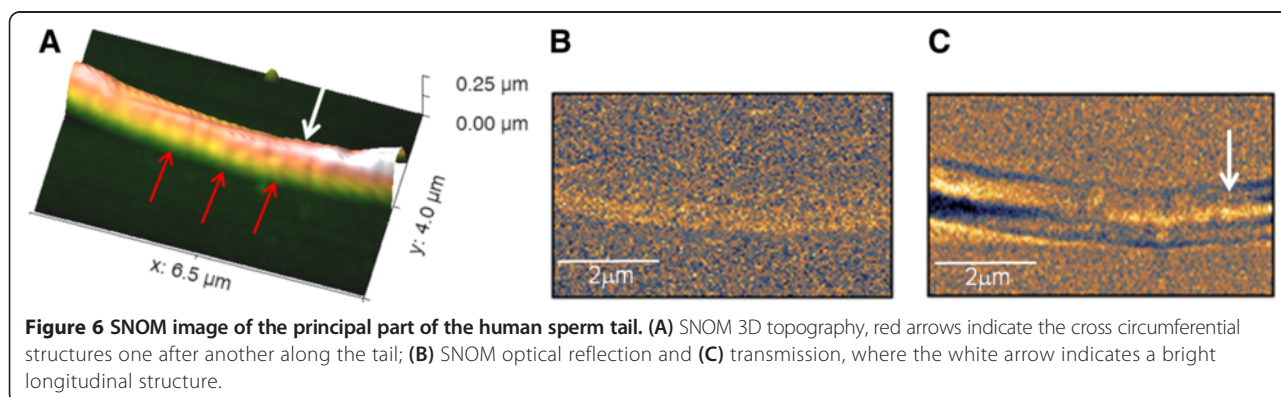 A
B
C
0.25 µm
0.00 µm
y: 4.0 µm
x: 6.5 µm
2µm
2µm
Figure 6 SNOM image of the principal part of the human sperm tail. (A) SNOM 3D topography, red arrows indicate the cross circumferential
structures one after another along the tail; (B) SNOM optical reflection and (C) transmission, where the white arrow indicates a bright
longitudinal structure.